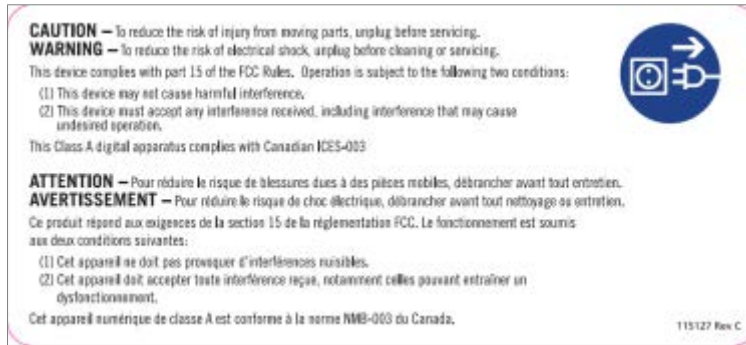 CAUTION – To reduce the risk of injury from moving parts, unplug before servicing.
WARNING – To reduce the risk of electrical shock, unplug before cleaning or servicing.
This device complies with part 15 of the FCC Rules. Operation is subject to the following two conditions:
(1) This device may not cause harmful interference.
(2) This device must accept any interference received, including interference that may cause
undesired operation.
This Class A digital apparatus complies with Canadian ICES-003
ATTENTION – Pour réduire le risque de blessures dues à des pièces mobiles, débrancher avant tout entretien.
AVERTISSEMENT – Pour réduire le risque de choc électrique, débrancher avant tout nettoyage ou entretien.
Ce produit répond aux exigences de la section 15 de la réglementation FCC. Le fonctionnement est soumis
aux deux conditions suivantes:
(1) Cet appareil ne doit pas provoquer d'interférences nuisibles.
(2) Cet appareil doit accepter toute interférence reçue, notamment celles pouvant entraîner un
dysfonctionnement.
Cet appareil numérique de classe A est conforme à la norme NMB-003 du Canada.
115127 Rev C